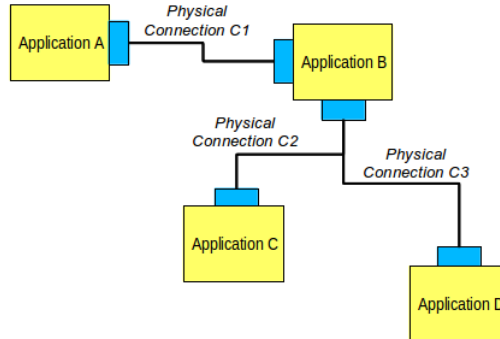 Physical
Connection C1
Application A
Application B
Physical
Connection C2
Physical
Connection C3
Application C
Application D